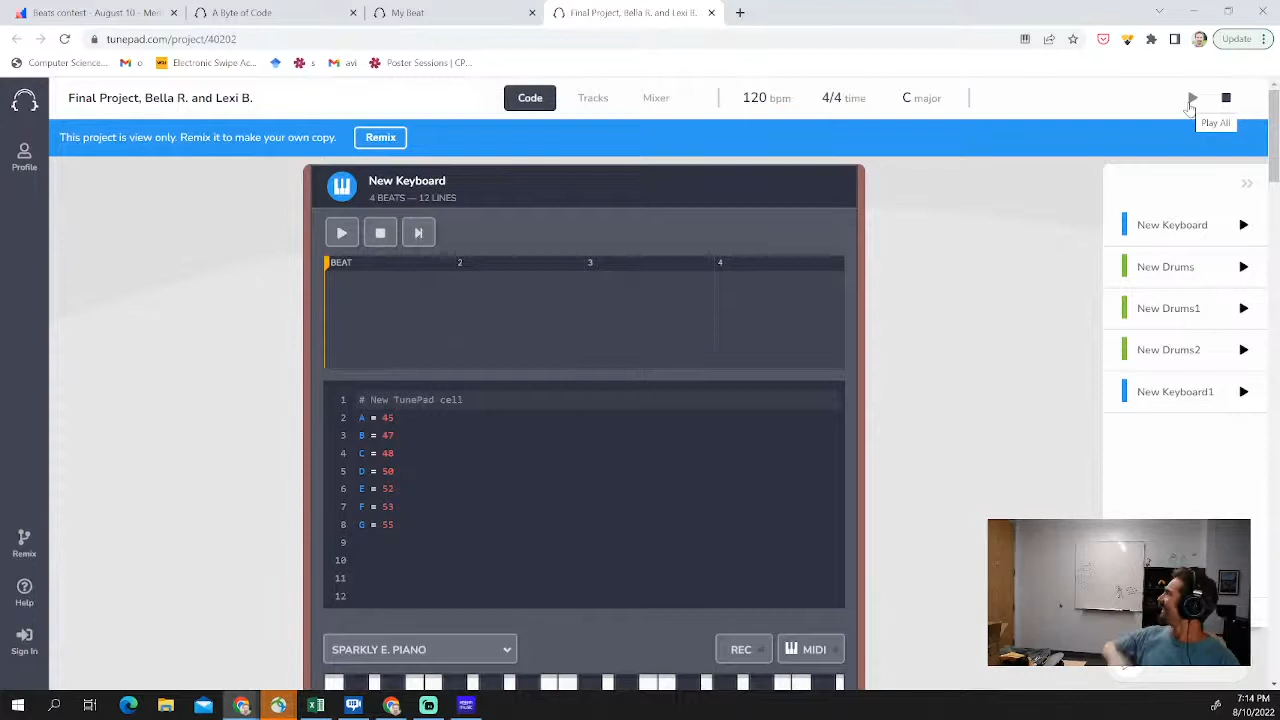 Beats contest - August 10 - Mem
A Byte of Code
My Beat
Final Project, Bella R. and Lexi B.
tunepad.com/project/40202
Update
Computer Science...
o
Electronic Swipe Ac...
s
avi
Poster Sessions | CP...
Final Project, Bella R. and Lexi B.
Code
Tracks
Mixer
120 bpm
4/4 time
C major
Play All
This project is view only. Remix it to make your own copy.
Remix
Profile
New Keyboard
4 BEATS — 12 LINES
BEAT
2
3
4
New Keyboard
New Drums
New Drums1
New Drums2
New Keyboard1
1 # New TunePad cell
2 A = 45
3 B = 47
4 C = 48
5 D = 50
6 E = 52
7 F = 53
8 G = 55
9
10
11
12
Remix
Help
Sign In
SPARKLY E. PIANO
REC
MIDI
7:14 PM
8/10/2022